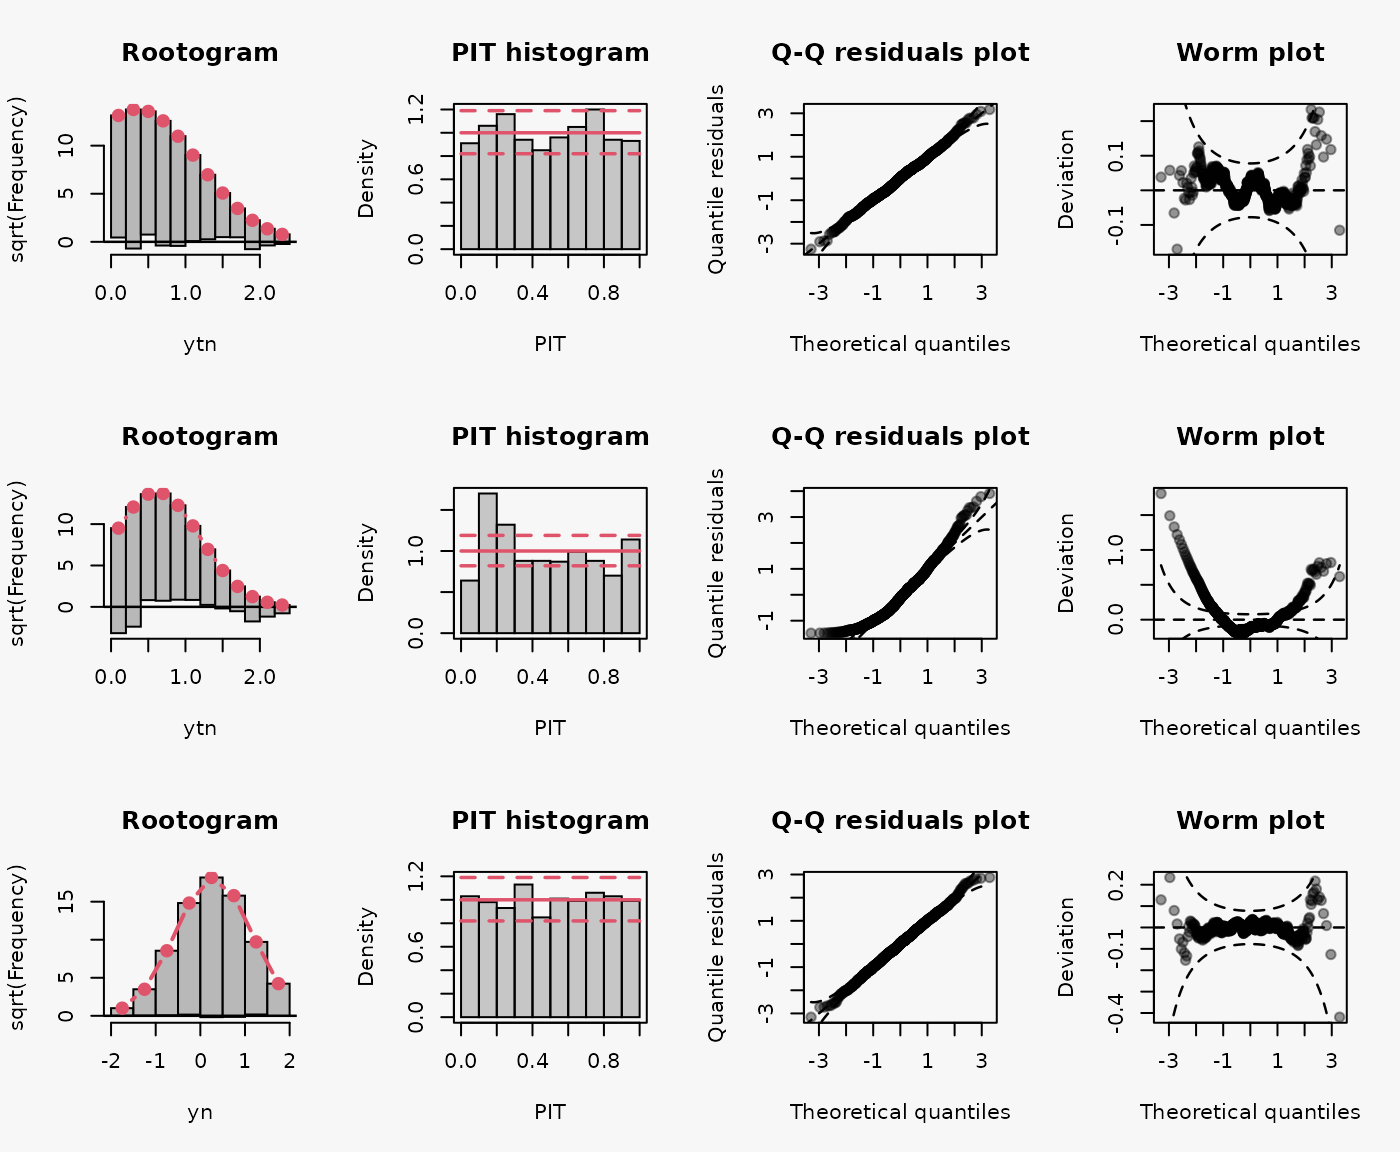 Rootogram
PIT histogram
Q-Q residuals plot
Worm plot
sqrt(Frequency)
0 5 10
0.0 1.0 2.0
ytn
Density
0.0 0.6 1.2
0.0 0.4 0.8
PIT
Quantile residuals
-3 -1 1 3
-3 -1 1 3
Theoretical quantiles
Deviation
-0.1 0.1
-3 -1 1 3
Theoretical quantiles
Rootogram
PIT histogram
Q-Q residuals plot
Worm plot
sqrt(Frequency)
0 5 10
0.0 1.0 2.0
ytn
Density
0.0 1.0
0.0 0.4 0.8
PIT
Quantile residuals
-1 1 3
-3 -1 1 3
Theoretical quantiles
Deviation
0.0 1.0
-3 -1 1 3
Theoretical quantiles
Rootogram
PIT histogram
Q-Q residuals plot
Worm plot
sqrt(Frequency)
0 5 15
-2 -1 0 1 2
yn
Density
0.0 0.6 1.2
0.0 0.4 0.8
PIT
Quantile residuals
-3 -1 1 3
-3 -1 1 3
Theoretical quantiles
Deviation
-0.4 -0.1 0.2
-3 -1 1 3
Theoretical quantiles